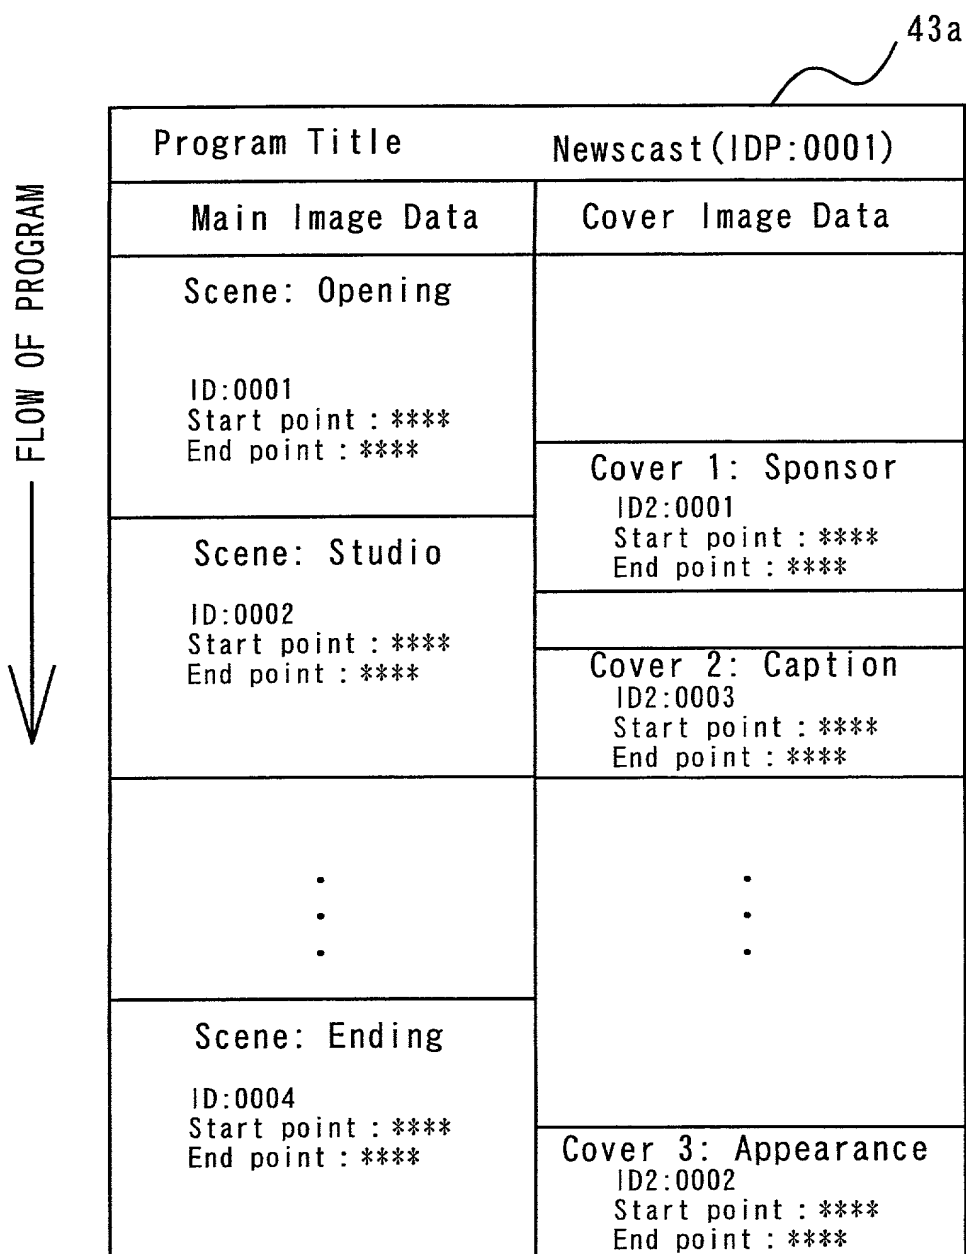 43a
Program Title Newscast(IDP:0001)
Main Image Data Cover Image Data
FLOW OF PROGRAM
Scene: Opening
ID:0001
Start point : ****
End point : ****
Cover 1: Sponsor
ID2:0001
Start point : ****
End point : ****
Scene: Studio
ID:0002
Start point : ****
End point : ****
Cover 2: Caption
ID2:0003
Start point : ****
End point : ****
Scene: Ending
ID:0004
Start point : ****
End point : ****
Cover 3: Appearance
ID2:0002
Start point : ****
End point : ****